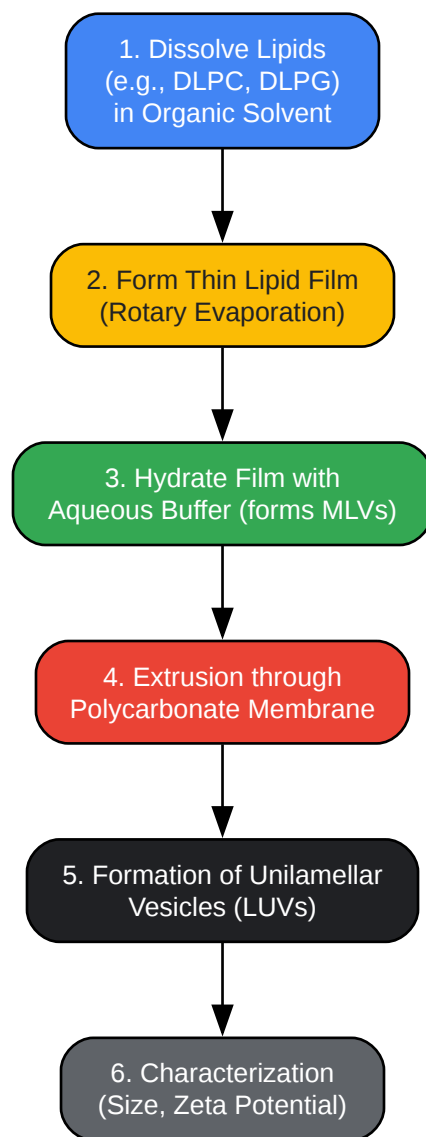 1. Dissolve Lipids
(e.g., DLPC, DLPG)
in Organic Solvent
2. Form Thin Lipid Film
(Rotary Evaporation)
3. Hydrate Film with
Aqueous Buffer (forms MLVs)
4. Extrusion through
Polycarbonate Membrane
5. Formation of Unilamellar
Vesicles (LUVs)
6. Characterization
(Size, Zeta Potential)